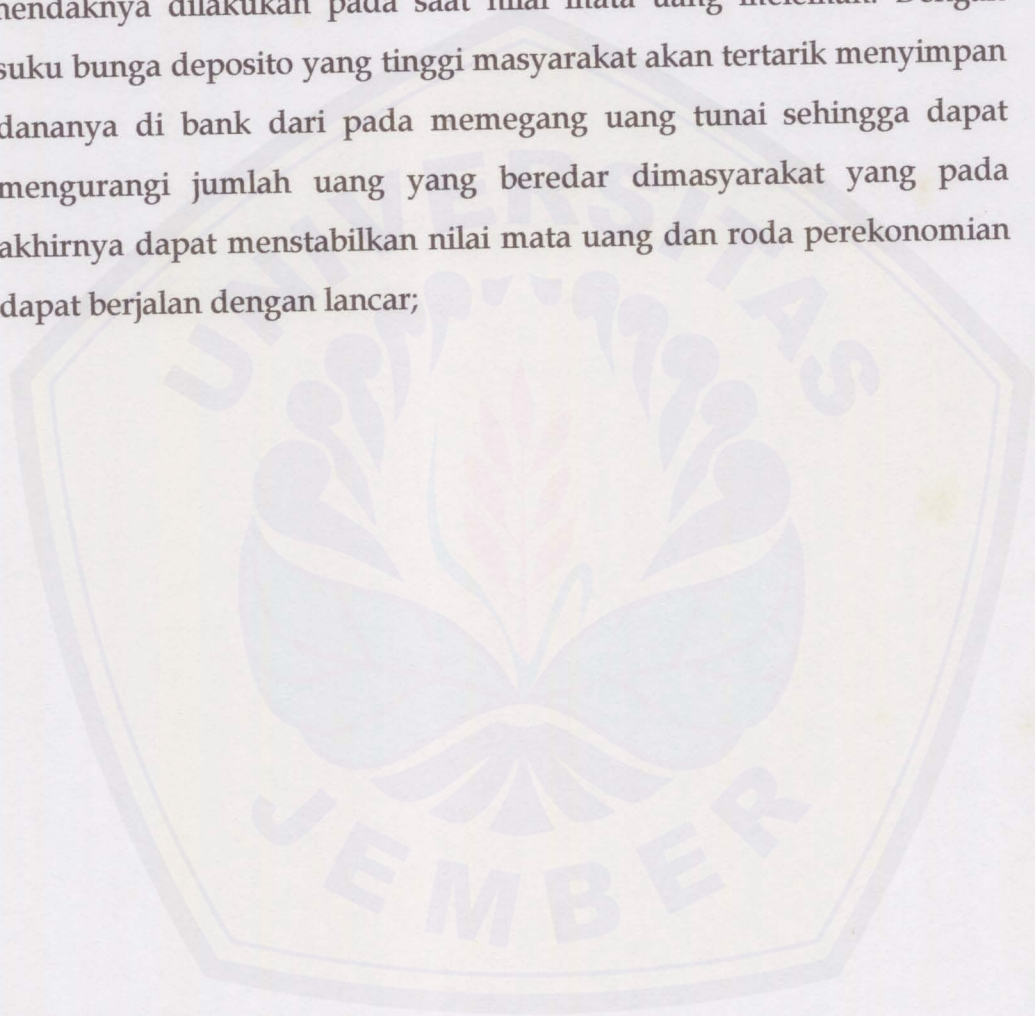 hendaknya dilakukan pada saat nilai mata uang melemah. Dengan
suku bunga deposito yang tinggi masyarakat akan tertarik menyimpan
dananya di bank dari pada memegang uang tunai sehingga dapat
mengurangi jumlah uang yang beredar dimasyarakat yang pada
akhirnya dapat menstabilkan nilai mata uang dan roda perekonomian
dapat berjalan dengan lancar;
UNIVERSITAS
JEMBER